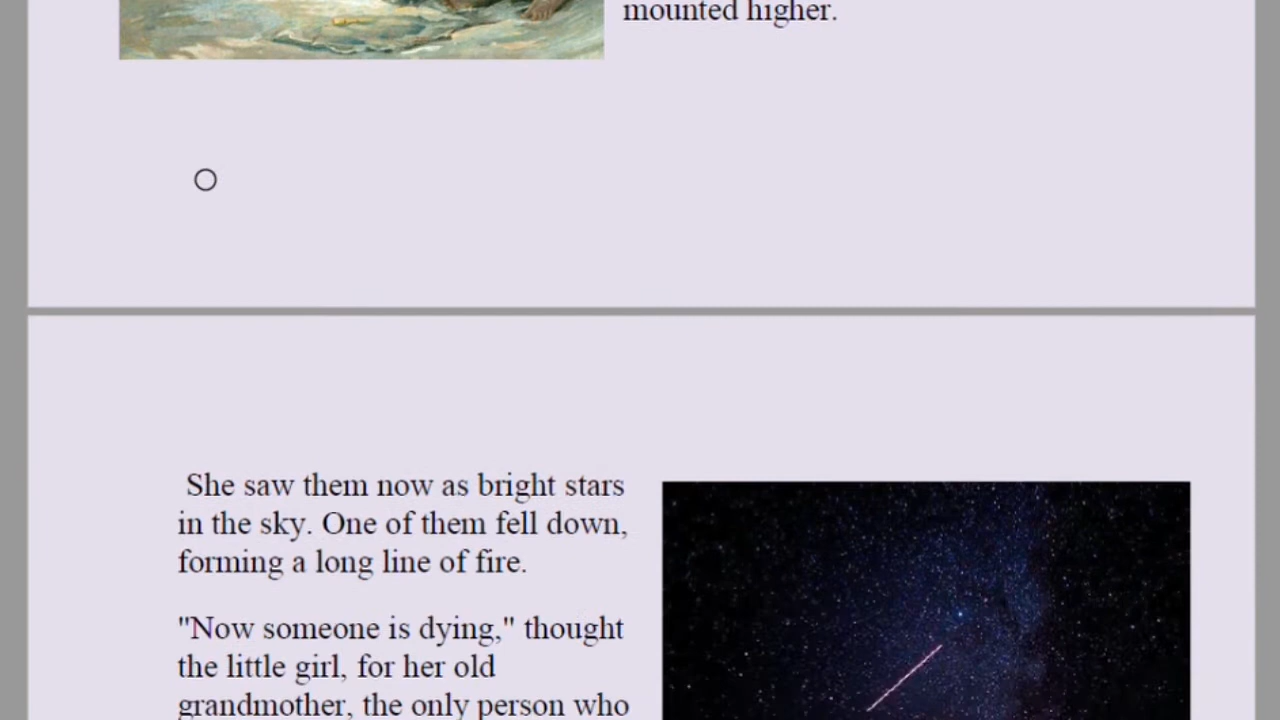 mounted higher.
She saw them now as bright stars
in the sky. One of them fell down,
forming a long line of fire.
"Now someone is dying," thought
the little girl, for her old
grandmother, the only person who